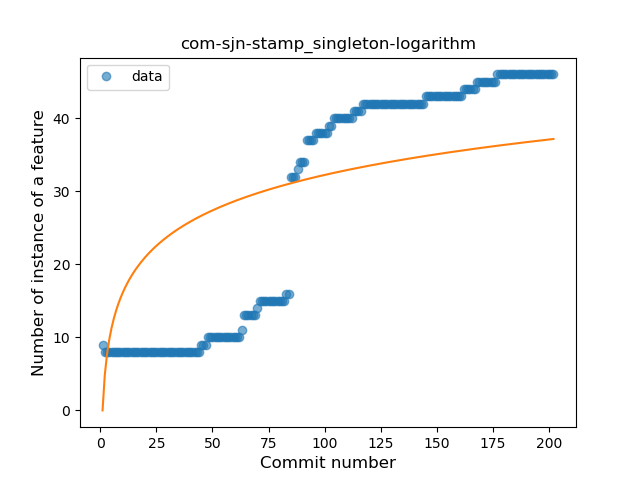 com-sjn-stamp_singleton-logarithm
data
Number of instance of a feature
40
30
20
10
0
0 25 50 75 100 125 150 175 200
Commit number